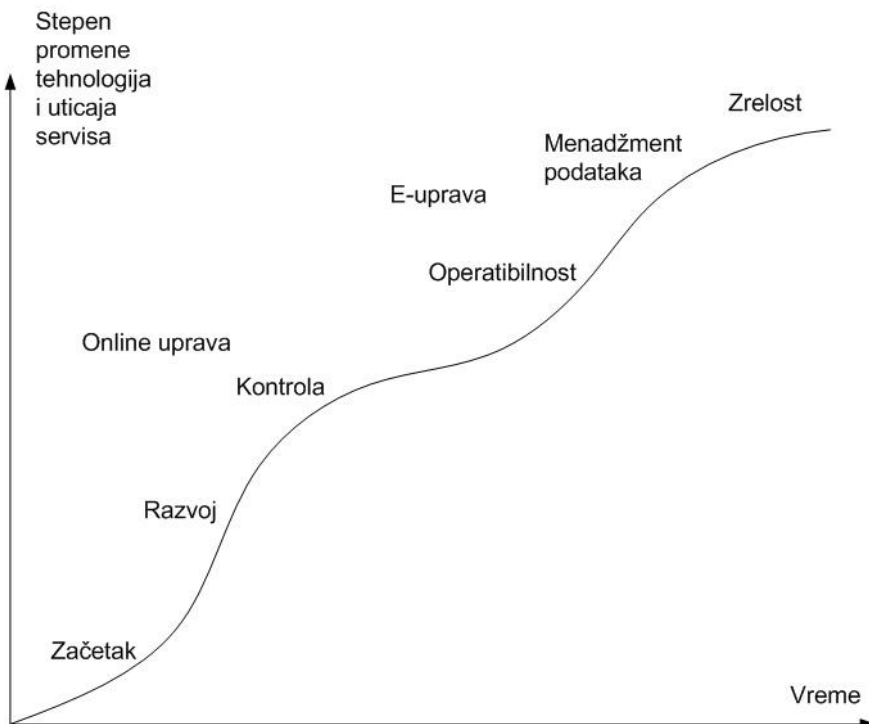 Stepen
promene
tehnologija
i uticaja
servisa
Zrelost
Menadžment
podataka
E-uprava
Operatibilnost
Online uprava
Kontrola
Razvoj
Začetak
Vreme